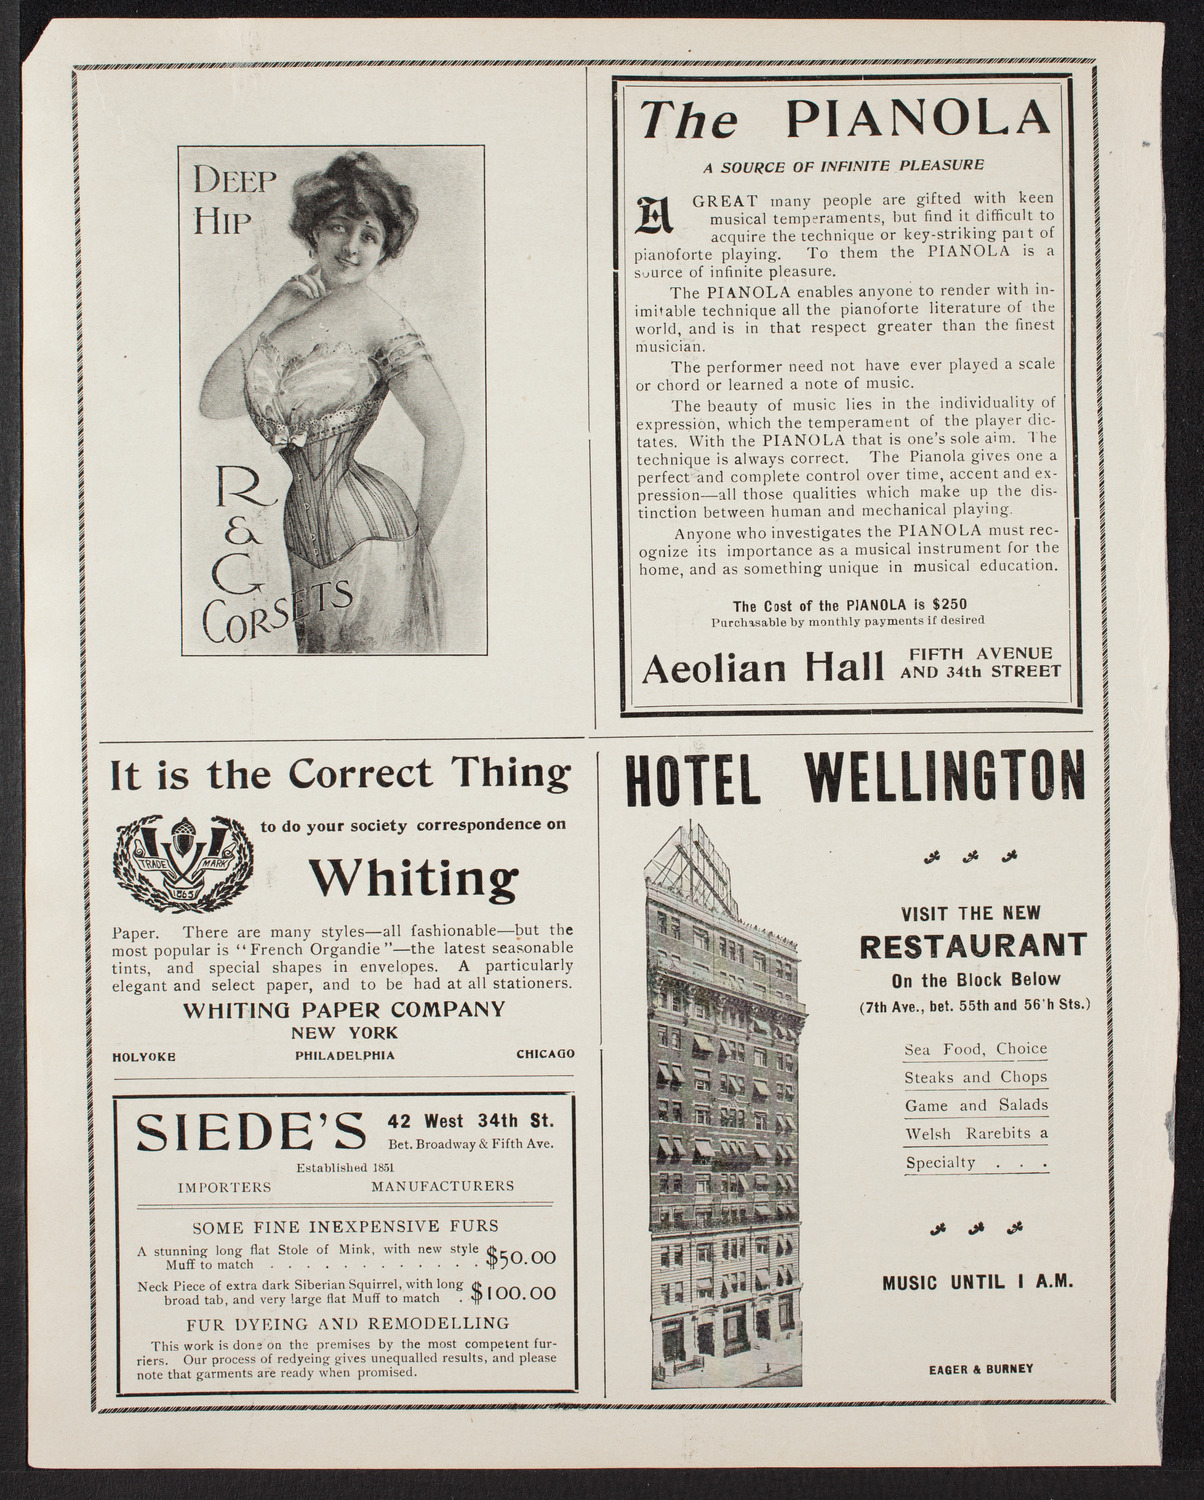 DEEP
HIP
R
&
G
CORSETS
The PIANOLA
A SOURCE OF INFINITE PLEASURE
A GREAT many people are gifted with keen
musical temperaments, but find it difficult to
acquire the technique or key-striking part of
pianoforte playing. To them the PIANOLA is a
source of infinite pleasure.
The PIANOLA enables anyone to render with in-
imitable technique all the pianoforte literature of the
world, and is in that respect greater than the finest
musician.
The performer need not have ever played a scale
or chord or learned a note of music.
The beauty of music lies in the individuality of
expression, which the temperament of the player dic-
tates. With the PIANOLA that is one's sole aim. The
technique is always correct. The Pianola gives one a
perfect and complete control over time, accent and ex-
pression—all those qualities which make up the dis-
tinction between human and mechanical playing.
Anyone who investigates the PIANOLA must rec-
ognize its importance as a musical instrument for the
home, and as something unique in musical education.
The Cost of the PIANOLA is $250
Purchasable by monthly payments if desired
Aeolian Hall FIFTH AVENUE
AND 34th STREET
It is the Correct Thing
to do your society correspondence on
TRADE MARK
1865
Whiting
Paper. There are many styles—all fashionable—but the
most popular is "French Organdie"—the latest seasonable
tints, and special shapes in envelopes. A particularly
elegant and select paper, and to be had at all stationers.
WHITING PAPER COMPANY
NEW YORK
HOLYOKE PHILADELPHIA CHICAGO
SIEDE'S 42 West 34th St.
Bet. Broadway & Fifth Ave.
Established 1851
IMPORTERS MANUFACTURERS
SOME FINE INEXPENSIVE FURS
A stunning long flat Stole of Mink, with new style
Muff to match . . . . . . . . . . . . $50.00
Neck Piece of extra dark Siberian Squirrel, with long
broad tab, and very large flat Muff to match . $100.00
FUR DYEING AND REMODELLING
This work is done on the premises by the most competent fur-
riers. Our process of redyeing gives unequalled results, and please
note that garments are ready when promised.
HOTEL WELLINGTON
VISIT THE NEW
RESTAURANT
On the Block Below
(7th Ave., bet. 55th and 56'h Sts.)
Sea Food, Choice
Steaks and Chops
Game and Salads
Welsh Rarebits a
Specialty . . .
MUSIC UNTIL 1 A.M.
EAGER & BURNEY